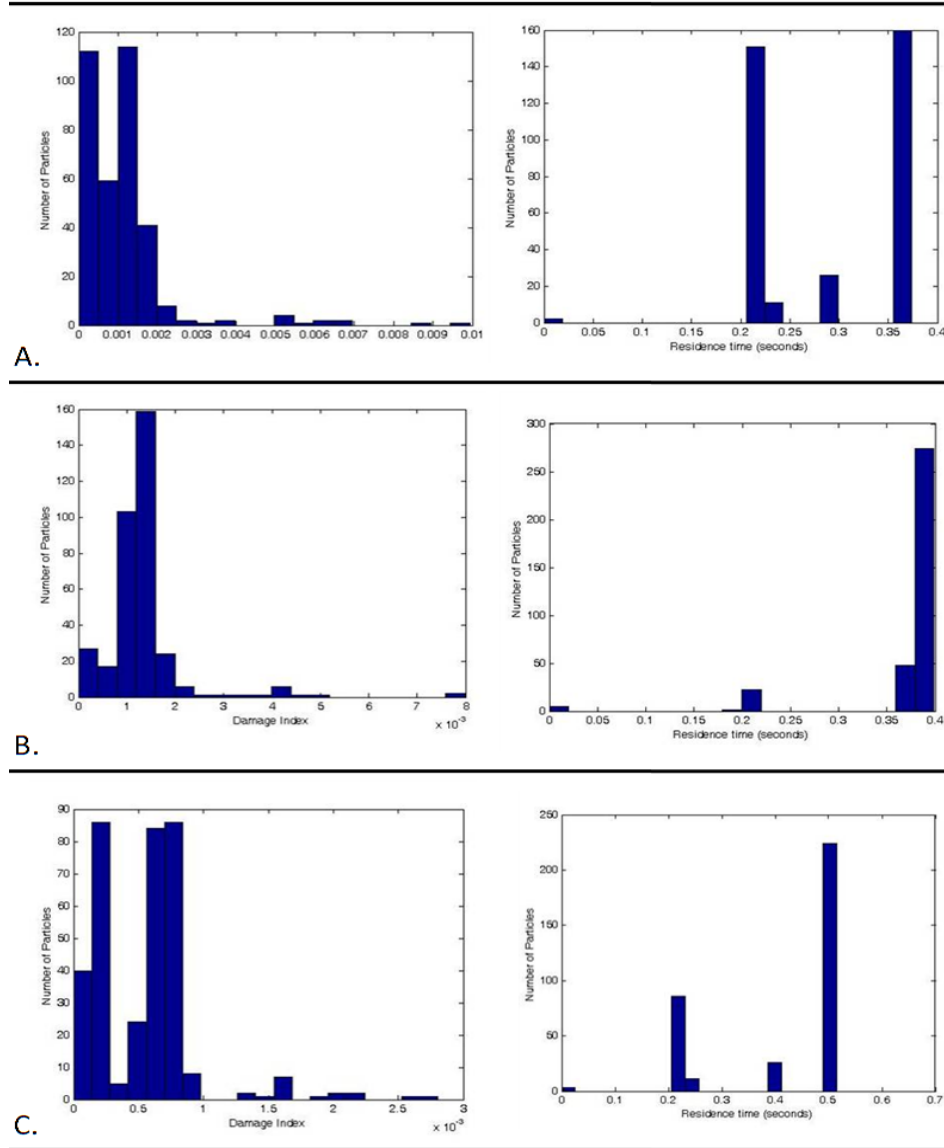 120
100
80
60
40
20
0
Number of Particles
0 0.001 0.002 0.003 0.004 0.005 0.006 0.007 0.008 0.009 0.01
160
140
120
100
80
60
40
20
0
Number of Particles
0 0.05 0.1 0.15 0.2 0.25 0.3 0.35 0.4
Residence time (seconds)
A.
160
140
120
100
80
60
40
20
0
Number of Particles
0 1 2 3 4 5 6 7 8
Damage Index
× 10⁻³
300
250
200
150
100
50
0
Number of Particles
0 0.05 0.1 0.15 0.2 0.25 0.3 0.35 0.4
Residence time (seconds)
B.
90
80
70
60
50
40
30
20
10
0
Number of Particles
0 0.5 1 1.5 2 2.5 3
Damage Index
× 10⁻³
250
200
150
100
50
0
Number of Particles
0 0.1 0.2 0.3 0.4 0.5 0.6 0.7
Residence time (seconds)
C.